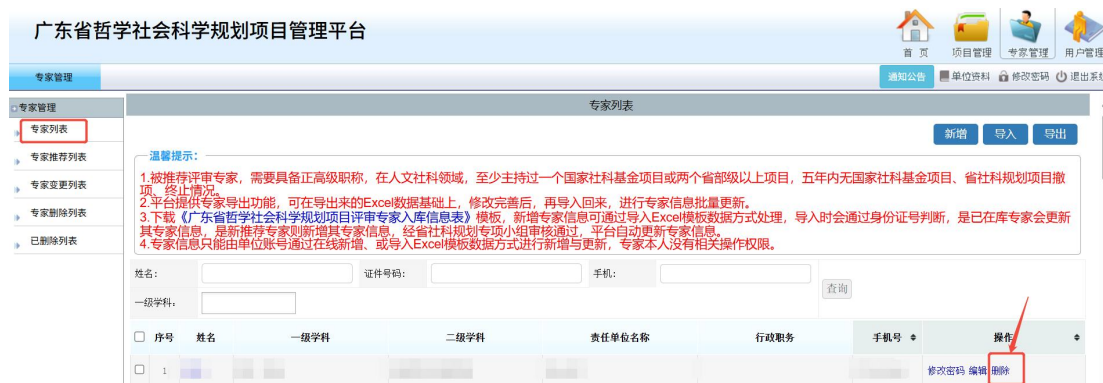 广东省哲学社会科学规划项目管理平台
首 页 项目管理 专家管理 用户管理
专家管理
通知公告 单位资料 修改密码 退出系统
专家管理
专家列表
专家推荐列表
专家变更列表
专家删除列表
已删除列表
专家列表
新增 导入 导出
温馨提示：
1.被推荐评审专家，需要具备正高级职称，在人文社科领域，至少主持过一个国家社科基金项目或两个省部级以上项目，五年内无国家社科基金项目、省社科规划项目撤
项、终止情况。
2.平台提供专家导出功能，可在导出来的Excel数据基础上，修改完善后，再导入回来，进行专家信息批量更新。
3.下载《广东省哲学社会科学规划项目评审专家入库信息表》模板，新增专家信息可通过导入Excel模板数据方式处理，导入时会通过身份证号判断，是已在库专家会更新
其专家信息，是新推荐专家则新增其专家信息，经省社科规划专项小组审核通过，平台自动更新专家信息。
4.专家信息只能由单位账号通过在线新增、或导入Excel模板数据方式进行新增与更新，专家本人没有相关操作权限。
姓名： 证件号码： 手机：
查询
一级学科：
序号 姓名 一级学科 二级学科 责任单位名称 行政职务 手机号 操作
1 修改密码 编辑 删除